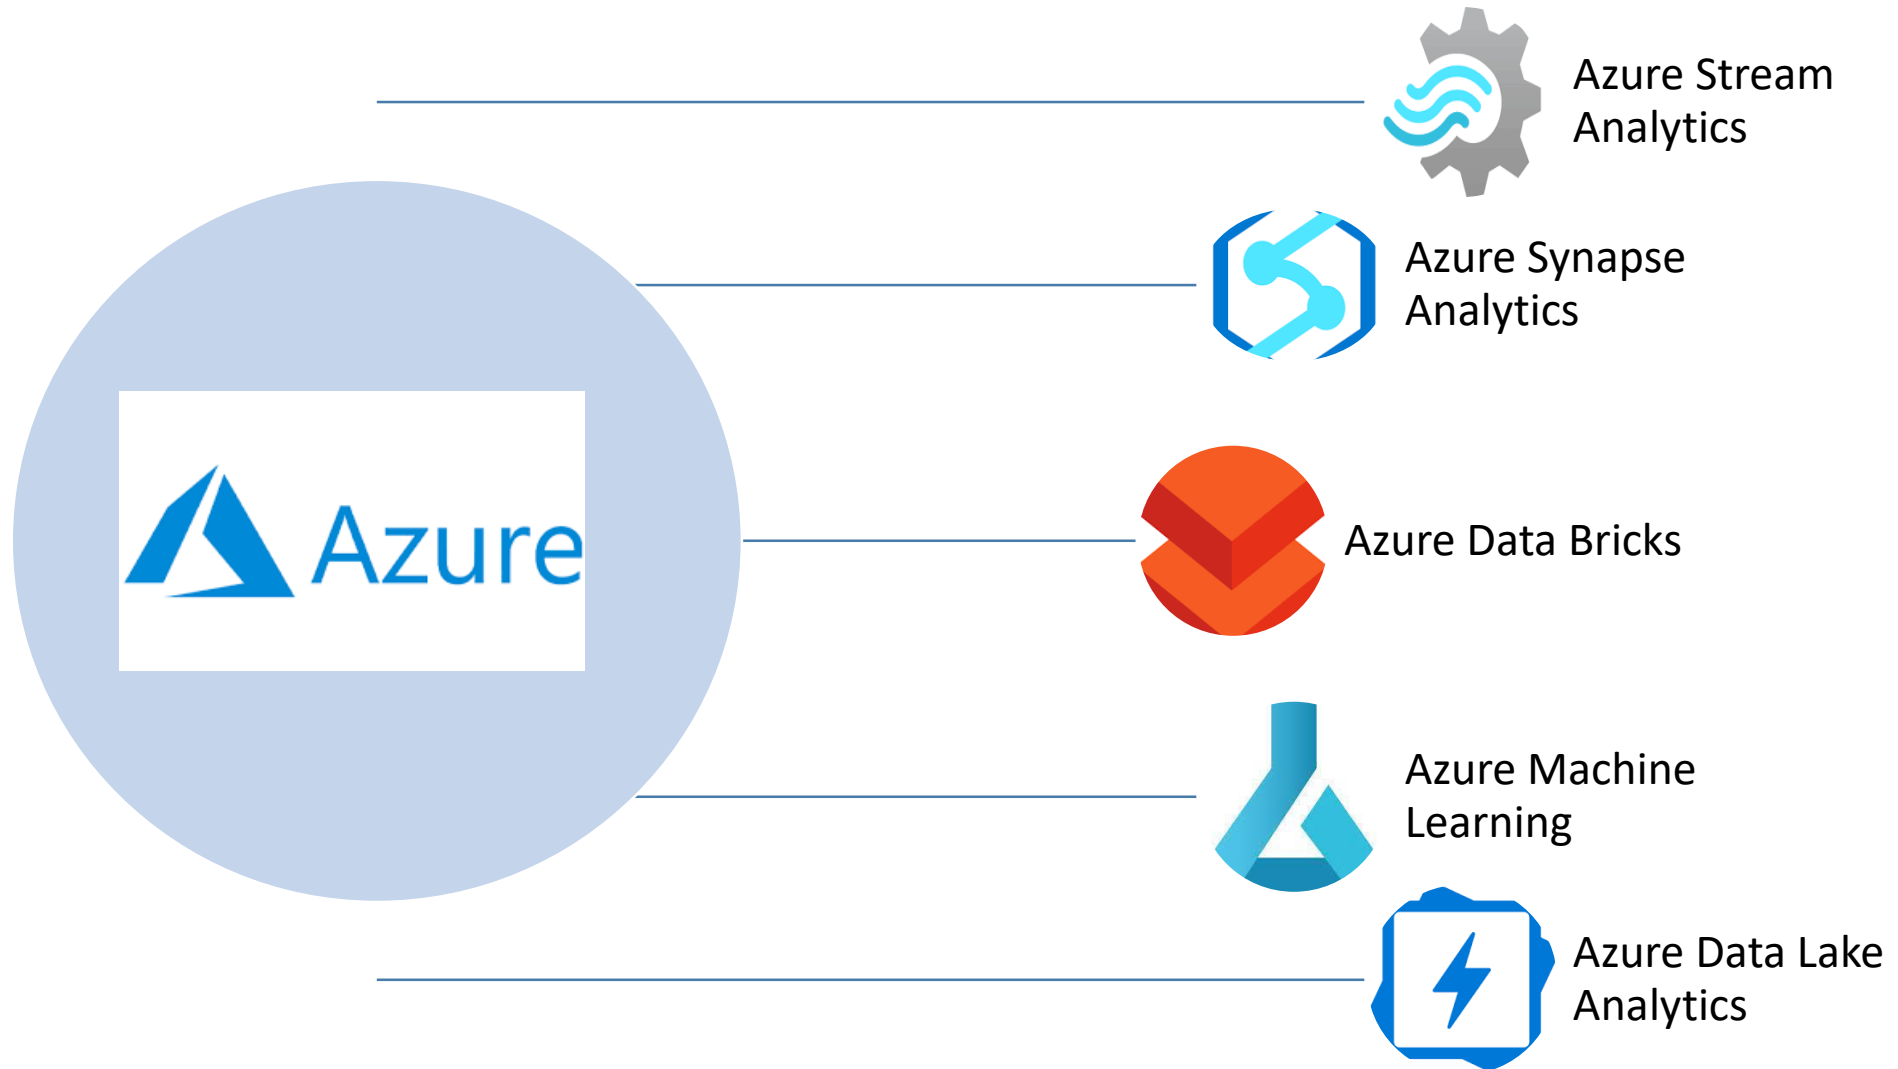 Azure Stream
Analytics
Azure Synapse
Analytics
Azure
Azure Data Bricks
Azure Machine
Learning
Azure Data Lake
Analytics